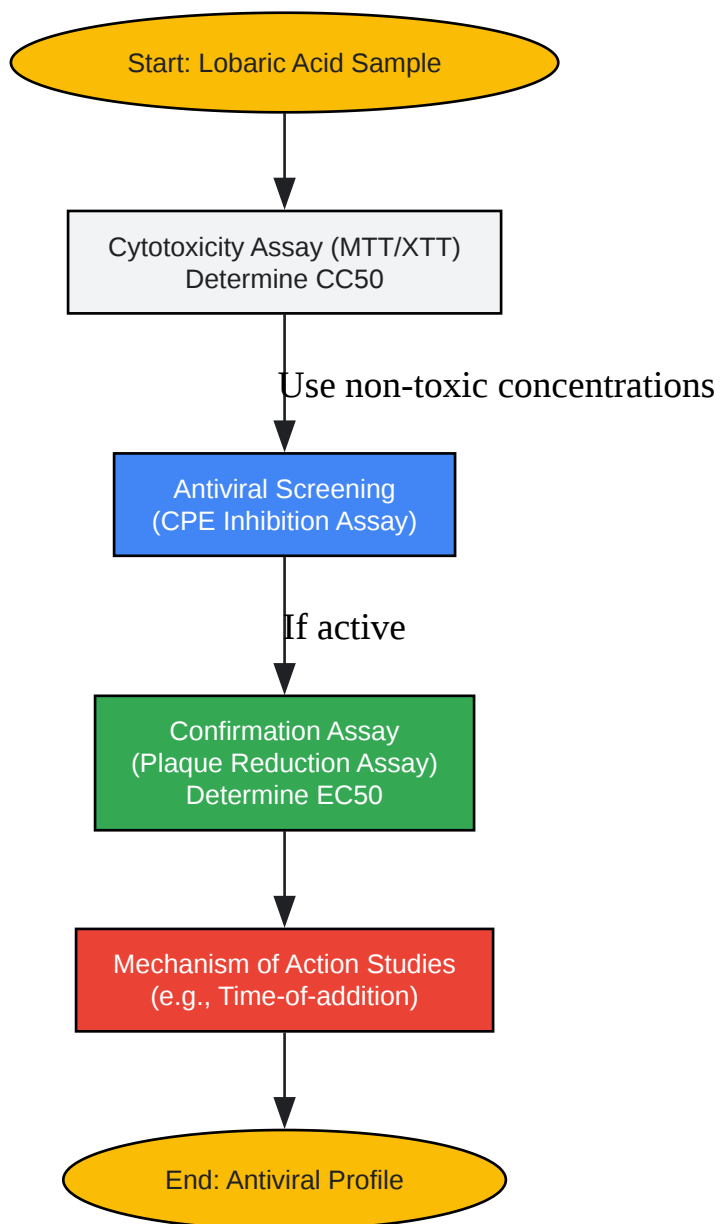 Start: Lobaric Acid Sample
Cytotoxicity Assay (MTT/XTT)
Determine CC50
Use non-toxic concentrations
Antiviral Screening
(CPE Inhibition Assay)
If active
Confirmation Assay
(Plaque Reduction Assay)
Determine EC50
Mechanism of Action Studies
(e.g., Time-of-addition)
End: Antiviral Profile